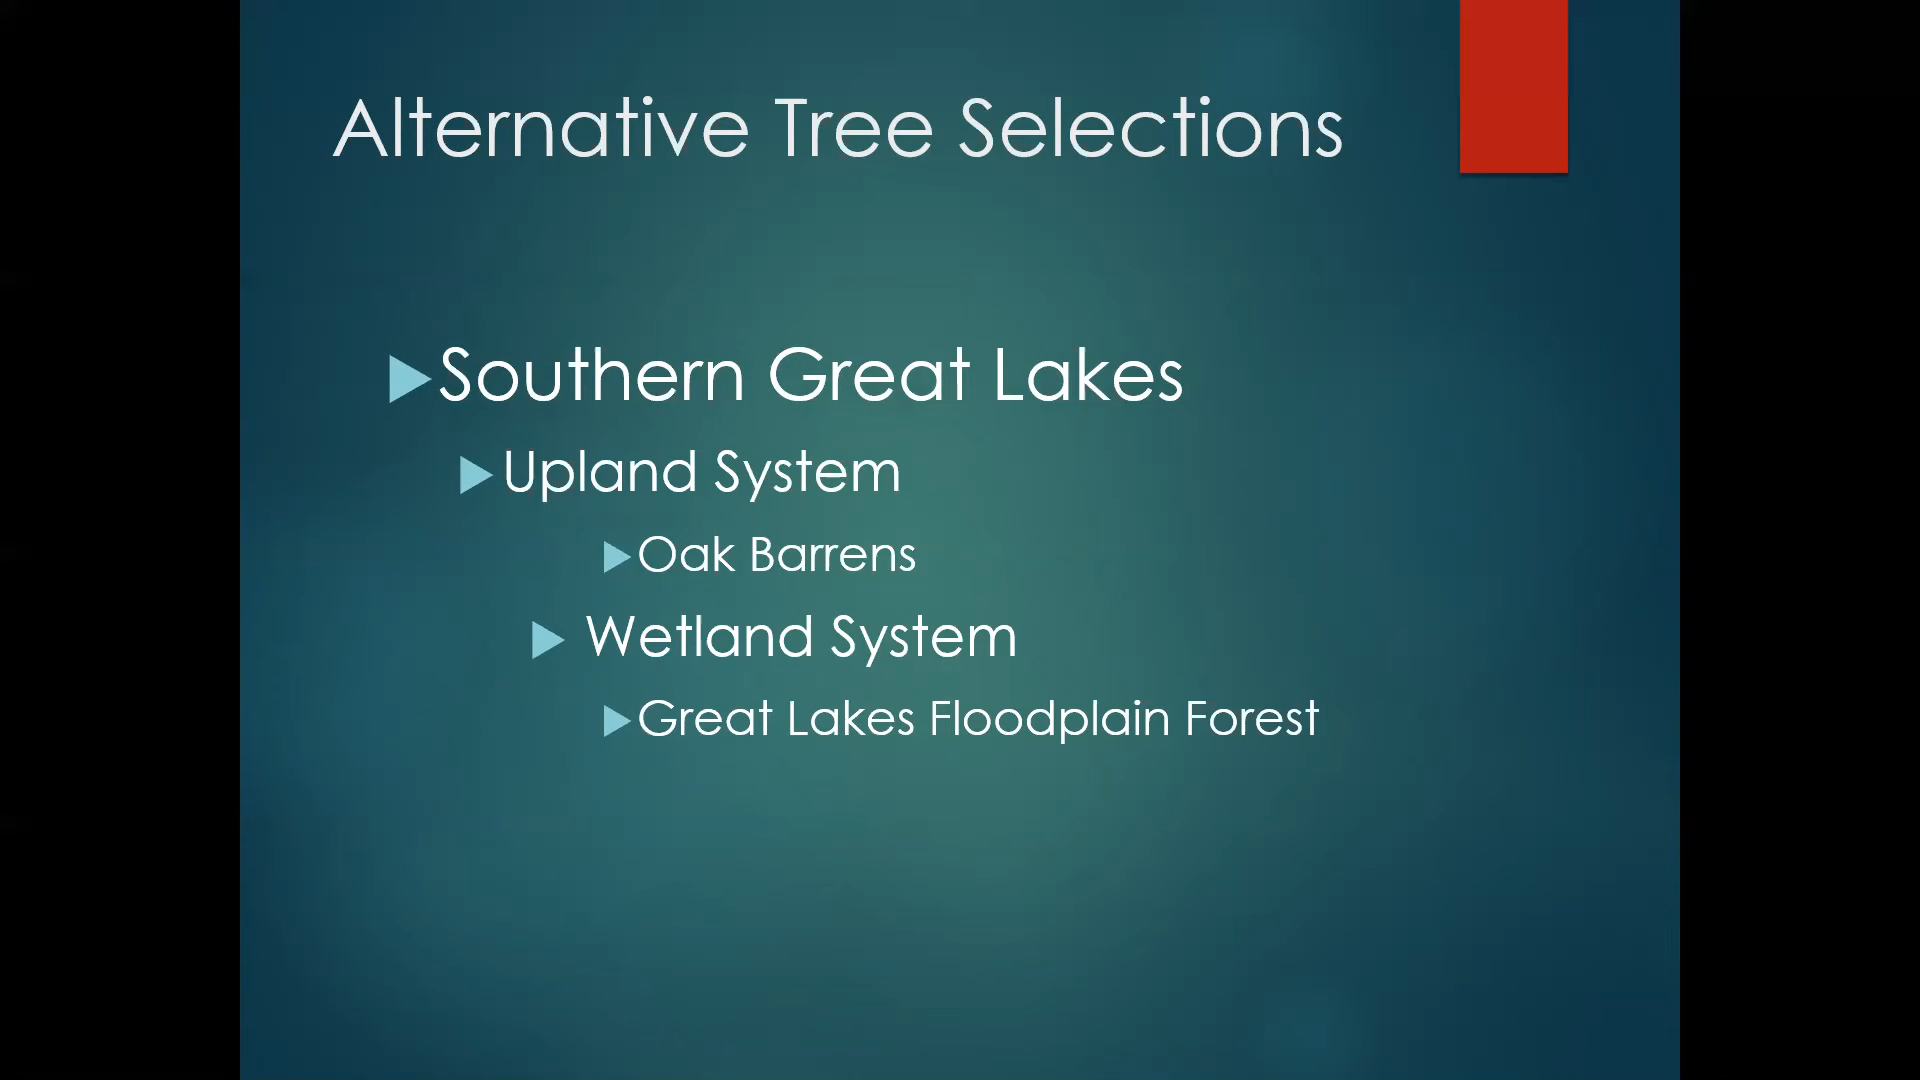 Alternative Tree Selections
Southern Great Lakes
Upland System
Oak Barrens
Wetland System
Great Lakes Floodplain Forest